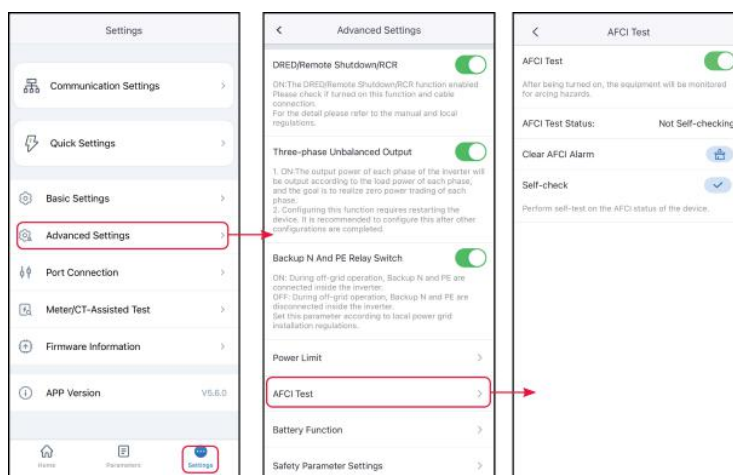 Settings
Communication Settings
Quick Settings
Basic Settings
Advanced Settings
Port Connection
Meter/CT-Assisted Test
Firmware Information
APP Version V5.6.0
Home Parameters Settings
Advanced Settings
DRED/Remote Shutdown/RCR
ON:The DRED/Remote Shutdown/RCR function enabled
Please check if turned on this function and cable
connection.
For the detail please refer to the manual and local
regulations.
Three-phase Unbalanced Output
1. ON:The output power of each phase of the inverter will
be output according to the load power of each phase,
and the goal is to realize zero power trading of each
phase.
2. Configuring this function requires restarting the
device. It is recommended to configure this after other
configurations are completed.
Backup N And PE Relay Switch
ON: During off-grid operation, Backup N and PE are
connected inside the inverter.
OFF: During off-grid operation, Backup N and PE are
disconnected inside the inverter.
Set this parameter according to local power grid
installation regulations.
Power Limit
AFCI Test
Battery Function
Safety Parameter Settings
AFCI Test
AFCI Test
After being turned on, the equipment will be monitored
for arcing hazards.
AFCI Test Status: Not Self-checking
Clear AFCI Alarm
Self-check
Perform self-test on the AFCI status of the device.